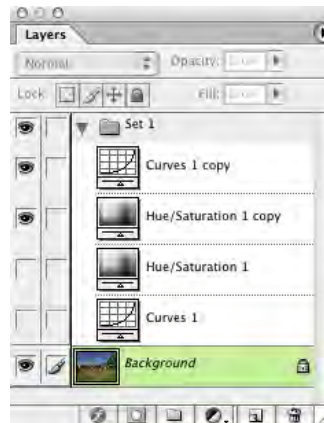 Layers
Normal Opacity:
Lock: Fill:
Set 1
Curves 1 copy
Hue/Saturation 1 copy
Hue/Saturation 1
Curves 1
Background